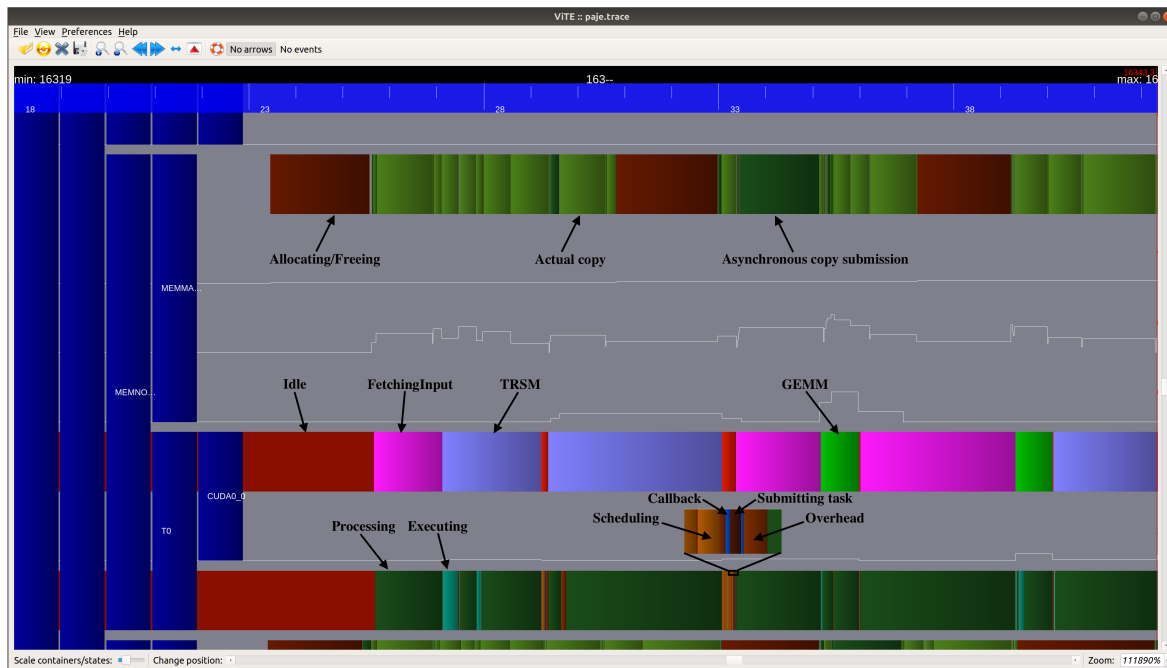 ViTE :: paje.trace
File View Preferences Help
No arrows No events
min: 16319 163-- max: 16
18 23 28 33 38
Allocating/Freeing Actual copy Asynchronous copy submission
MEMMA...
Idle FetchingInput TRSM GEMM
MEMNO...
CUDA0_0 Callback Submitting task
Scheduling Overhead
T0 Processing Executing
Scale containers/states: Change position: Zoom: 111890%